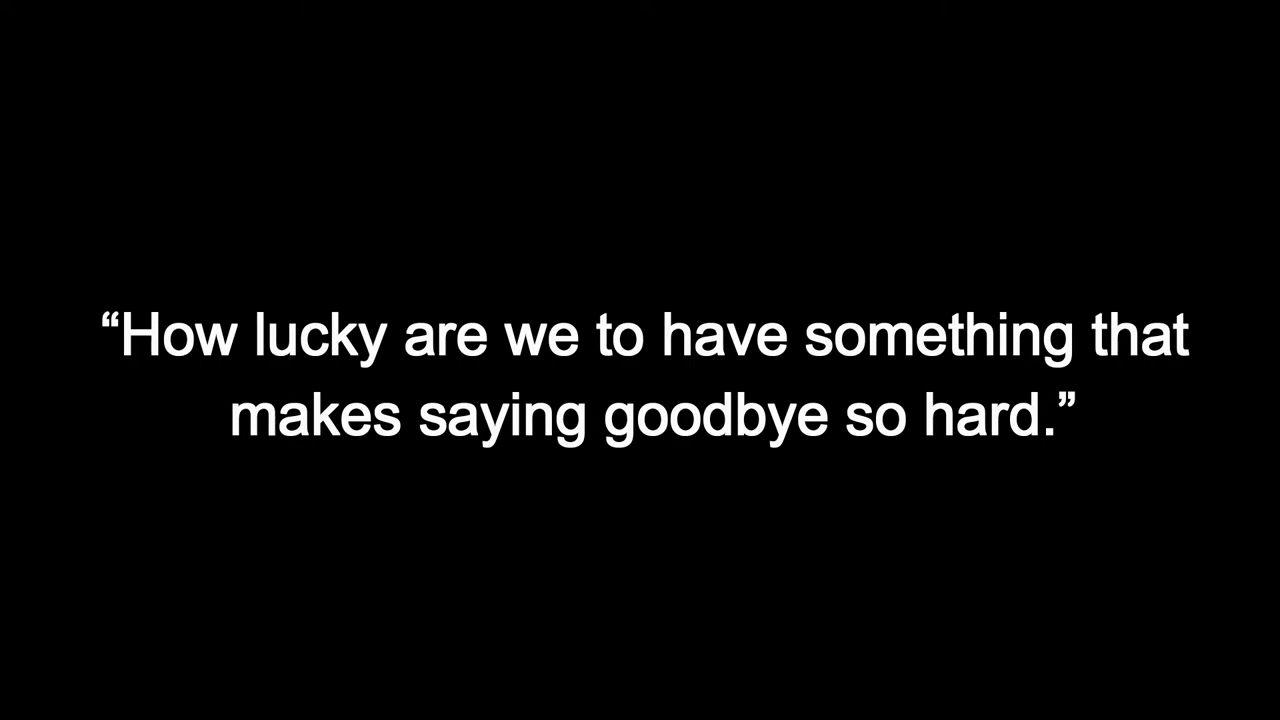 “How lucky are we to have something that
makes saying goodbye so hard.”